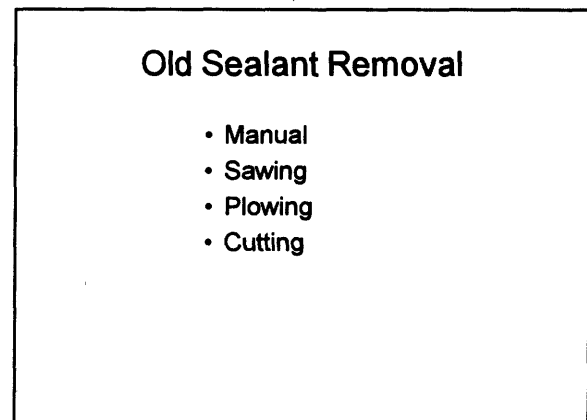 Old Sealant Removal
• Manual
• Sawing
• Plowing
• Cutting